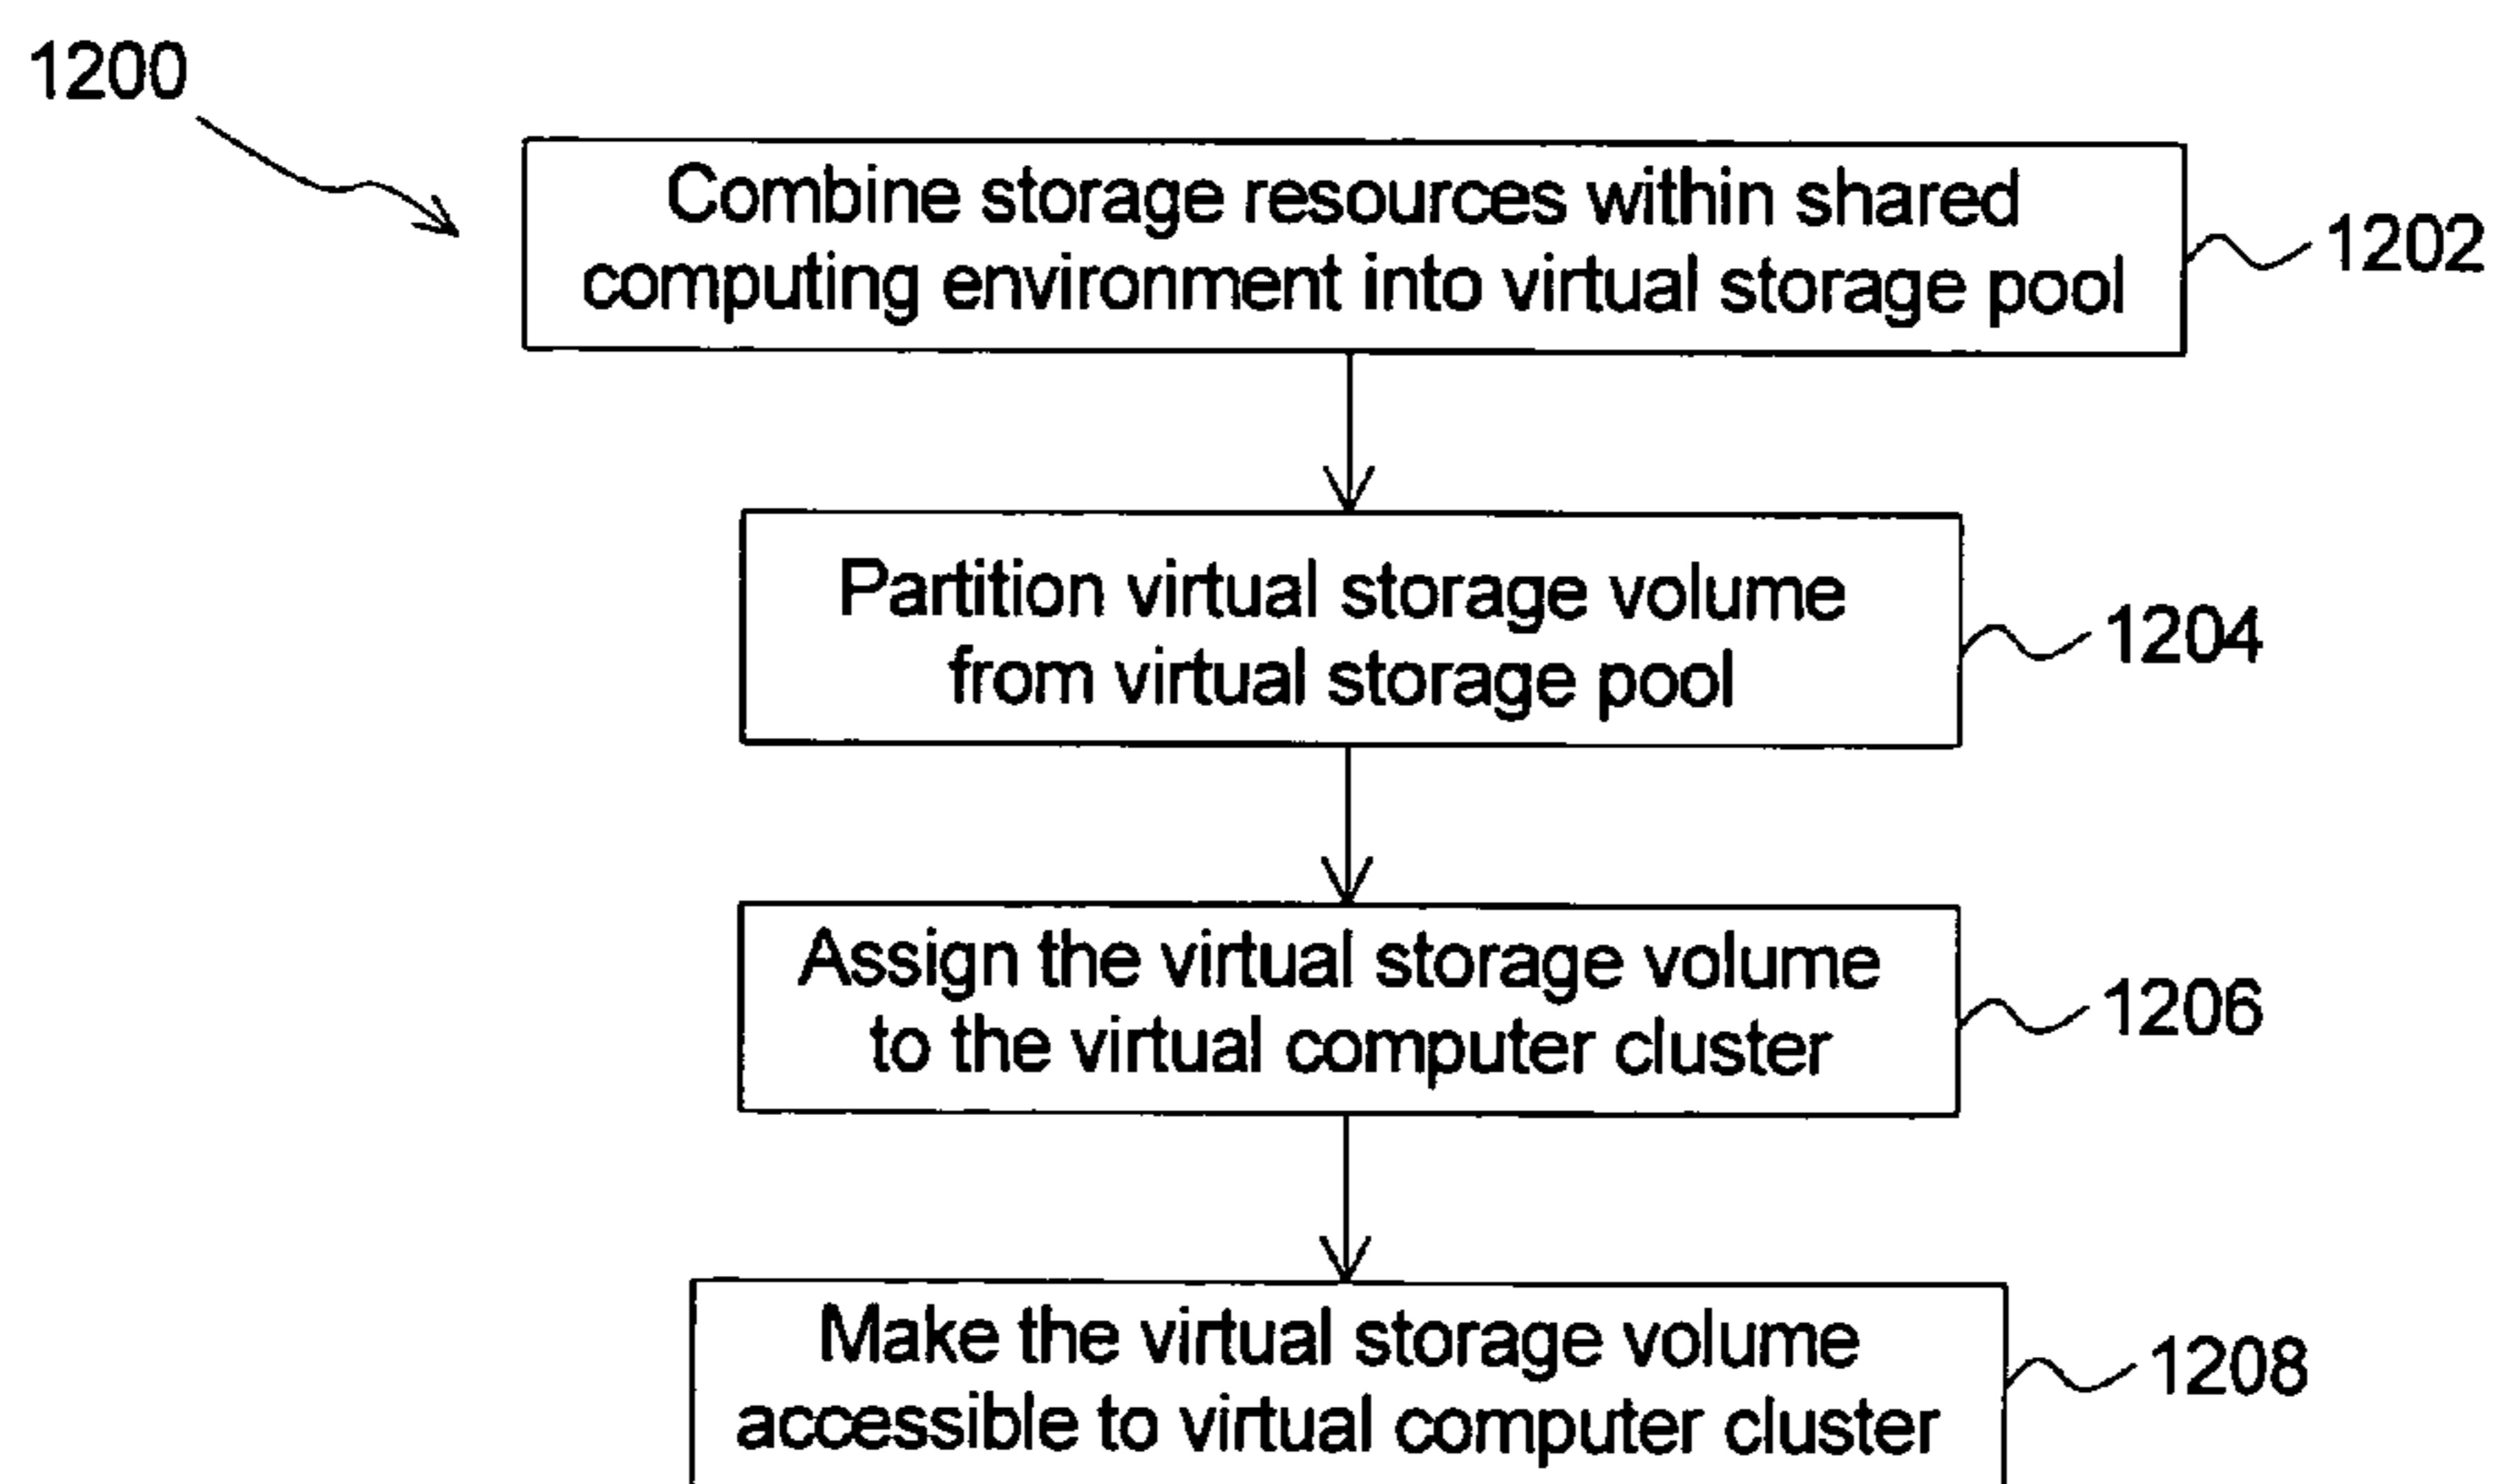 1200
Combine storage resources within shared
computing environment into virtual storage pool
1202
Partition virtual storage volume
from virtual storage pool
1204
Assign the virtual storage volume
to the virtual computer cluster
1206
Make the virtual storage volume
accessible to virtual computer cluster
1208